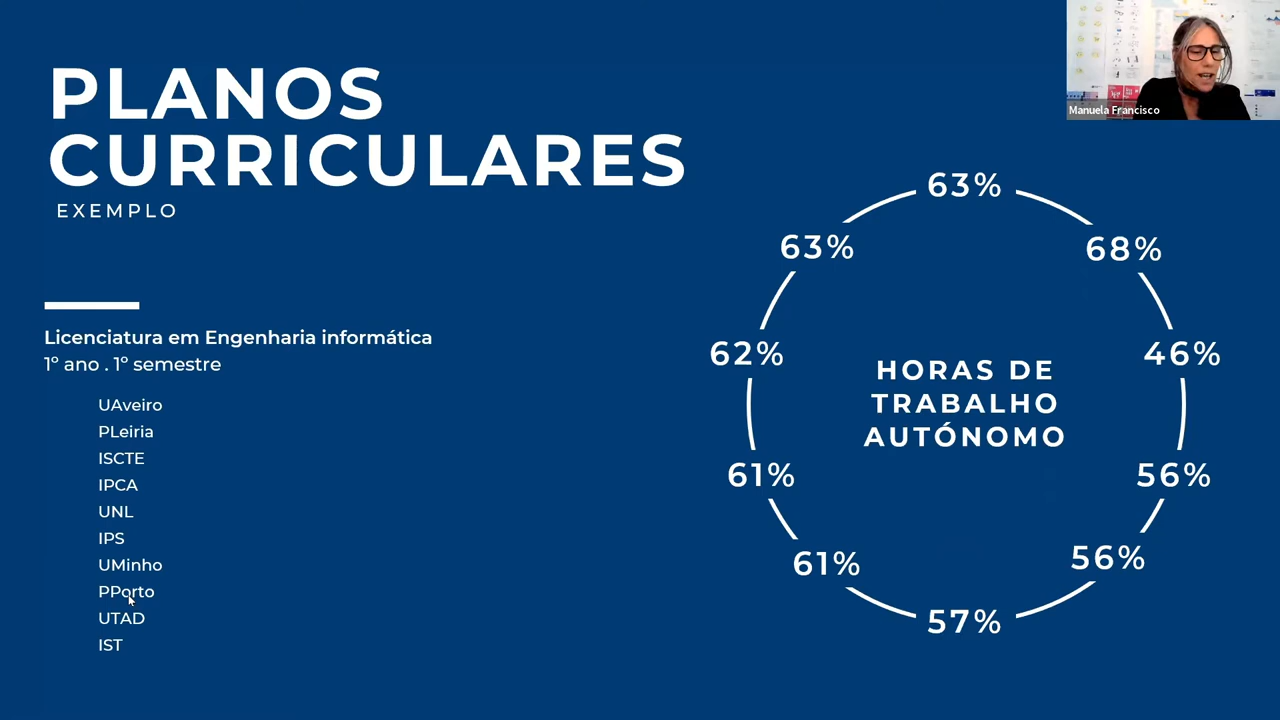 PLANOS
CURRICULARES
EXEMPLO
Licenciatura em Engenharia informática
1º ano . 1º semestre
UAveiro
PLeiria
ISCTE
IPCA
UNL
IPS
UMinho
PPorto
UTAD
IST
63%
68%
46%
56%
56%
57%
61%
61%
62%
63%
HORAS DE
TRABALHO
AUTÓNOMO
Manuela Francisco